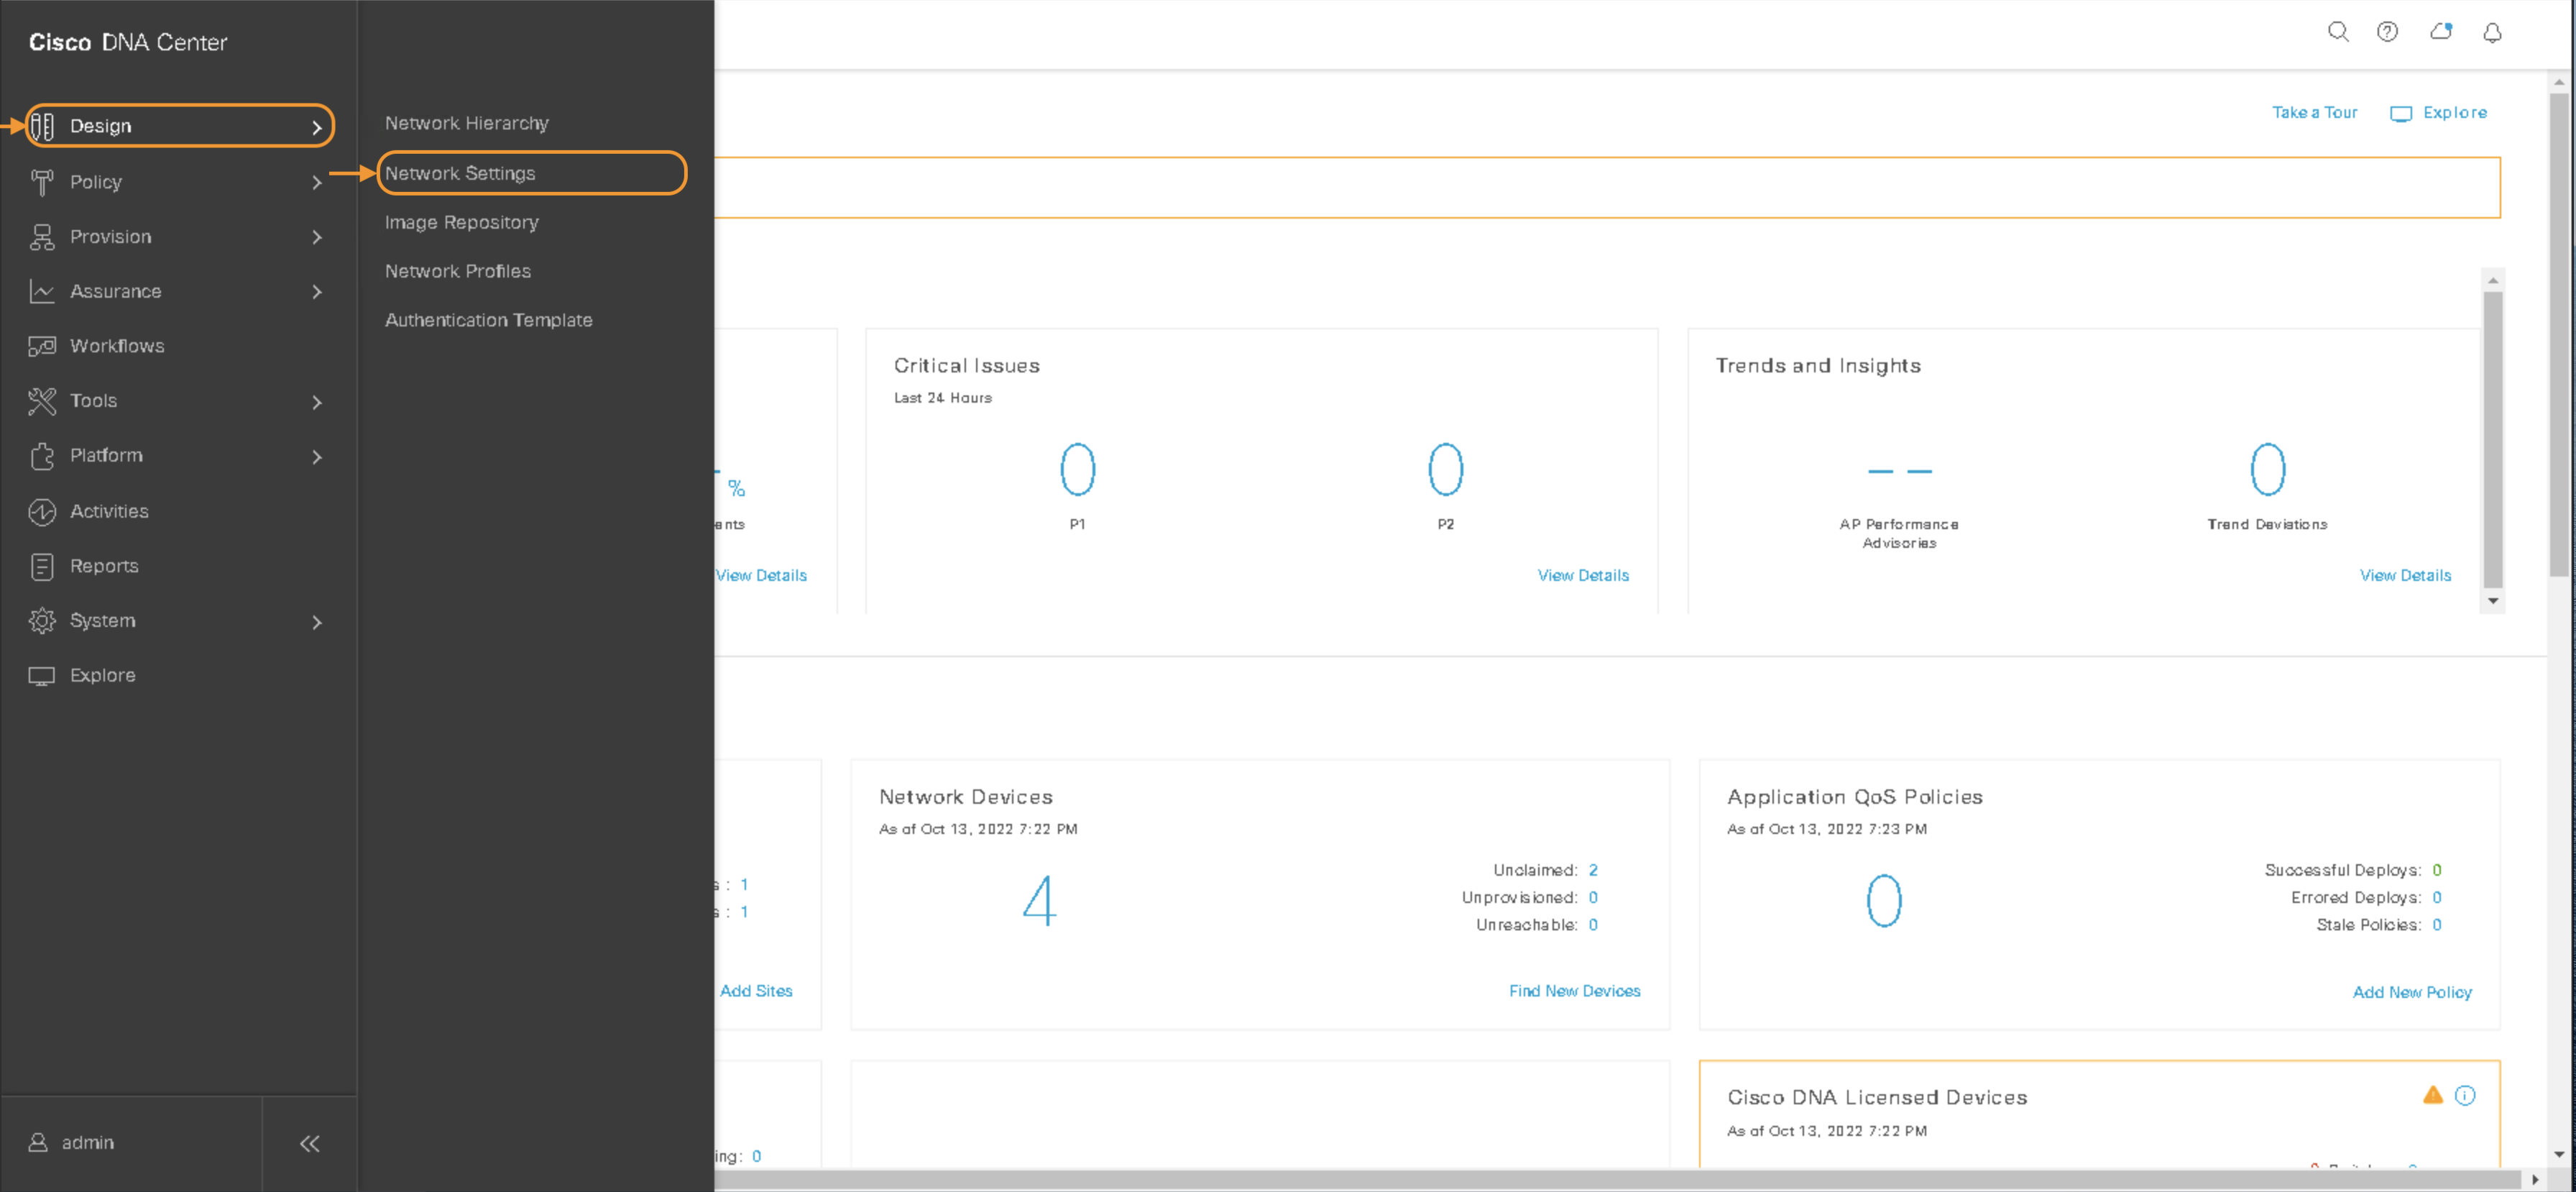 Cisco DNA Center
Design
Policy
Provision
Assurance
Workflows
Tools
Platform
Activities
Reports
System
Explore
admin
Network Hierarchy
Network Settings
Image Repository
Network Profiles
Authentication Template
Take a Tour
Explore
%
ents
View Details
Critical Issues
Last 24 Hours
0
P1
0
P2
View Details
Trends and Insights
--
AP Performance
Advisories
0
Trend Deviations
View Details
s: 1
s: 1
Add Sites
Network Devices
As of Oct 13, 2022 7:22 PM
4
Unclaimed: 2
Unprovisioned: 0
Unreachable: 0
Find New Devices
Application QoS Policies
As of Oct 13, 2022 7:23 PM
0
Successful Deploys: 0
Errored Deploys: 0
Stale Policies: 0
Add New Policy
ing: 0
Cisco DNA Licensed Devices
As of Oct 13, 2022 7:22 PM